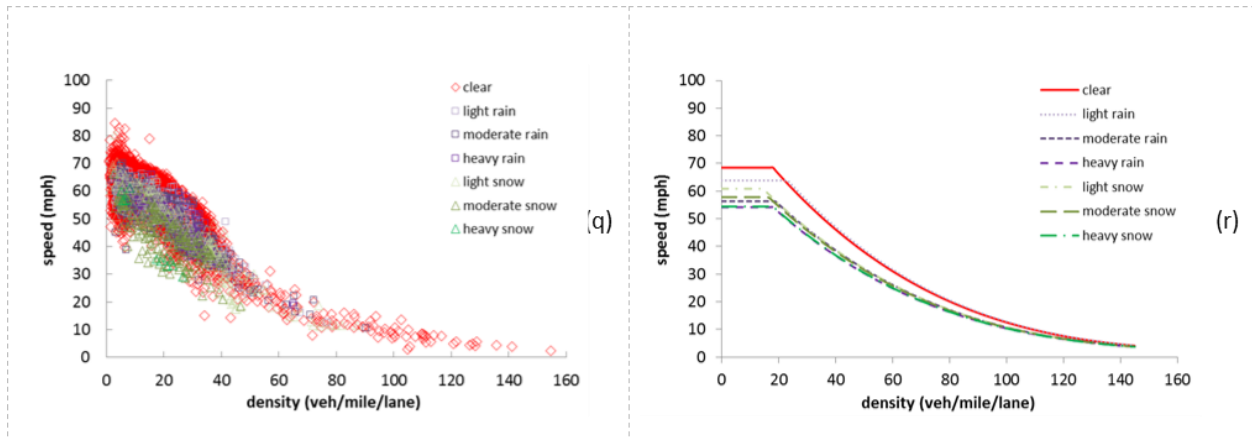 100
90
80
70
60
50
40
30
20
10
0
speed (mph)
0 20 40 60 80 100 120 140 160
density (veh/mile/lane)
clear
light rain
moderate rain
heavy rain
light snow
moderate snow
heavy snow
(q)
100
90
80
70
60
50
40
30
20
10
0
speed (mph)
0 20 40 60 80 100 120 140 160
density (veh/mile/lane)
clear
light rain
moderate rain
heavy rain
light snow
moderate snow
heavy snow
(r)